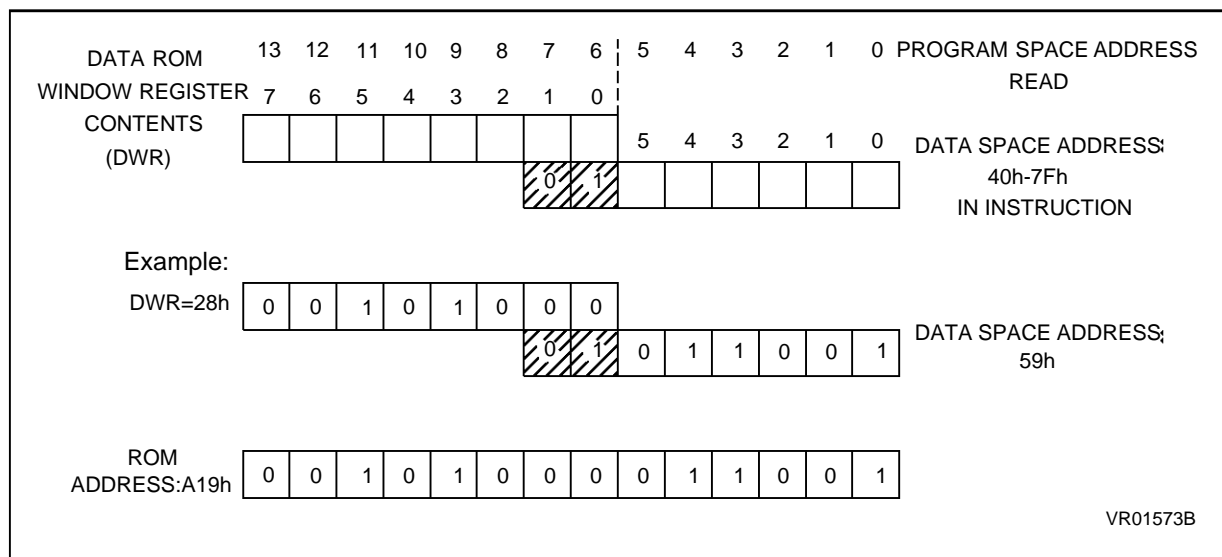 DATA ROM 13 12 11 10 9 8 7 6 5 4 3 2 1 0 PROGRAM SPACE ADDRESS
READ
WINDOW REGISTER 7 6 5 4 3 2 1 0
CONTENTS
(DWR)
5 4 3 2 1 0 DATA SPACE ADDRESS:
0 1 40h-7Fh
IN INSTRUCTION
Example:
DWR=28h 0 0 1 0 1 0 0 0
0 1 0 1 1 0 0 1 DATA SPACE ADDRESS:
59h
ROM
ADDRESS:A19h 0 0 1 0 1 0 0 0 0 1 1 0 0 1
VR01573B